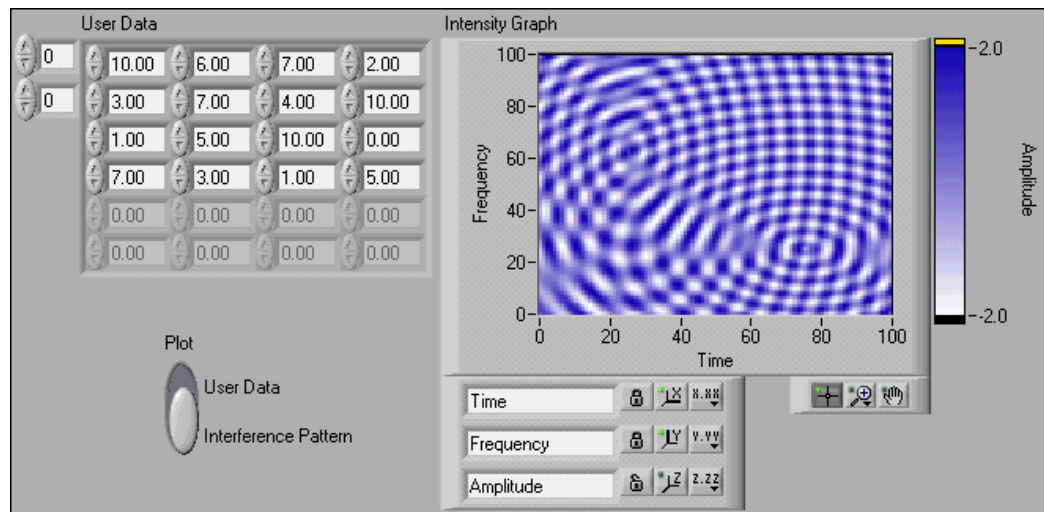 User Data
0
0
10.00 6.00 7.00 2.00
3.00 7.00 4.00 10.00
1.00 5.00 10.00 0.00
7.00 3.00 1.00 5.00
0.00 0.00 0.00 0.00
0.00 0.00 0.00 0.00
Plot
User Data
Interference Pattern
Intensity Graph
Frequency
100
80
60
40
20
0
0 20 40 60 80 100
Time
2.0
-2.0
Amplitude
Time X X.XX
Frequency Y Y.YY
Amplitude Z Z.ZZ